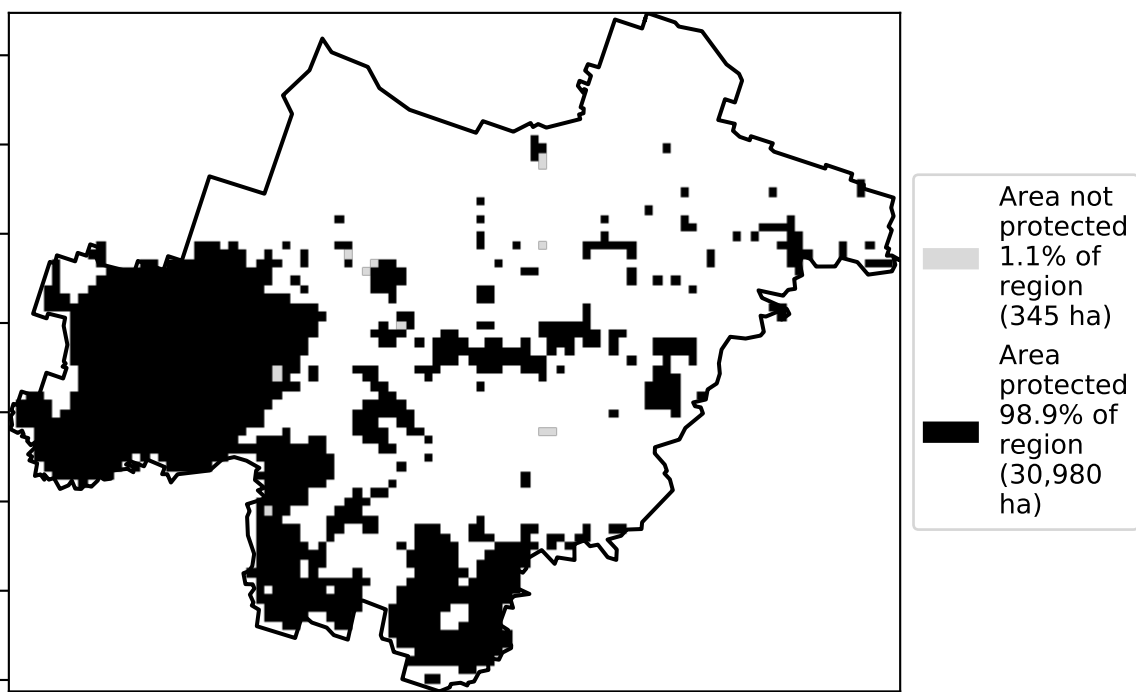 Area not
protected
1.1% of
region
(345 ha)
Area
protected
98.9% of
region
(30,980
ha)